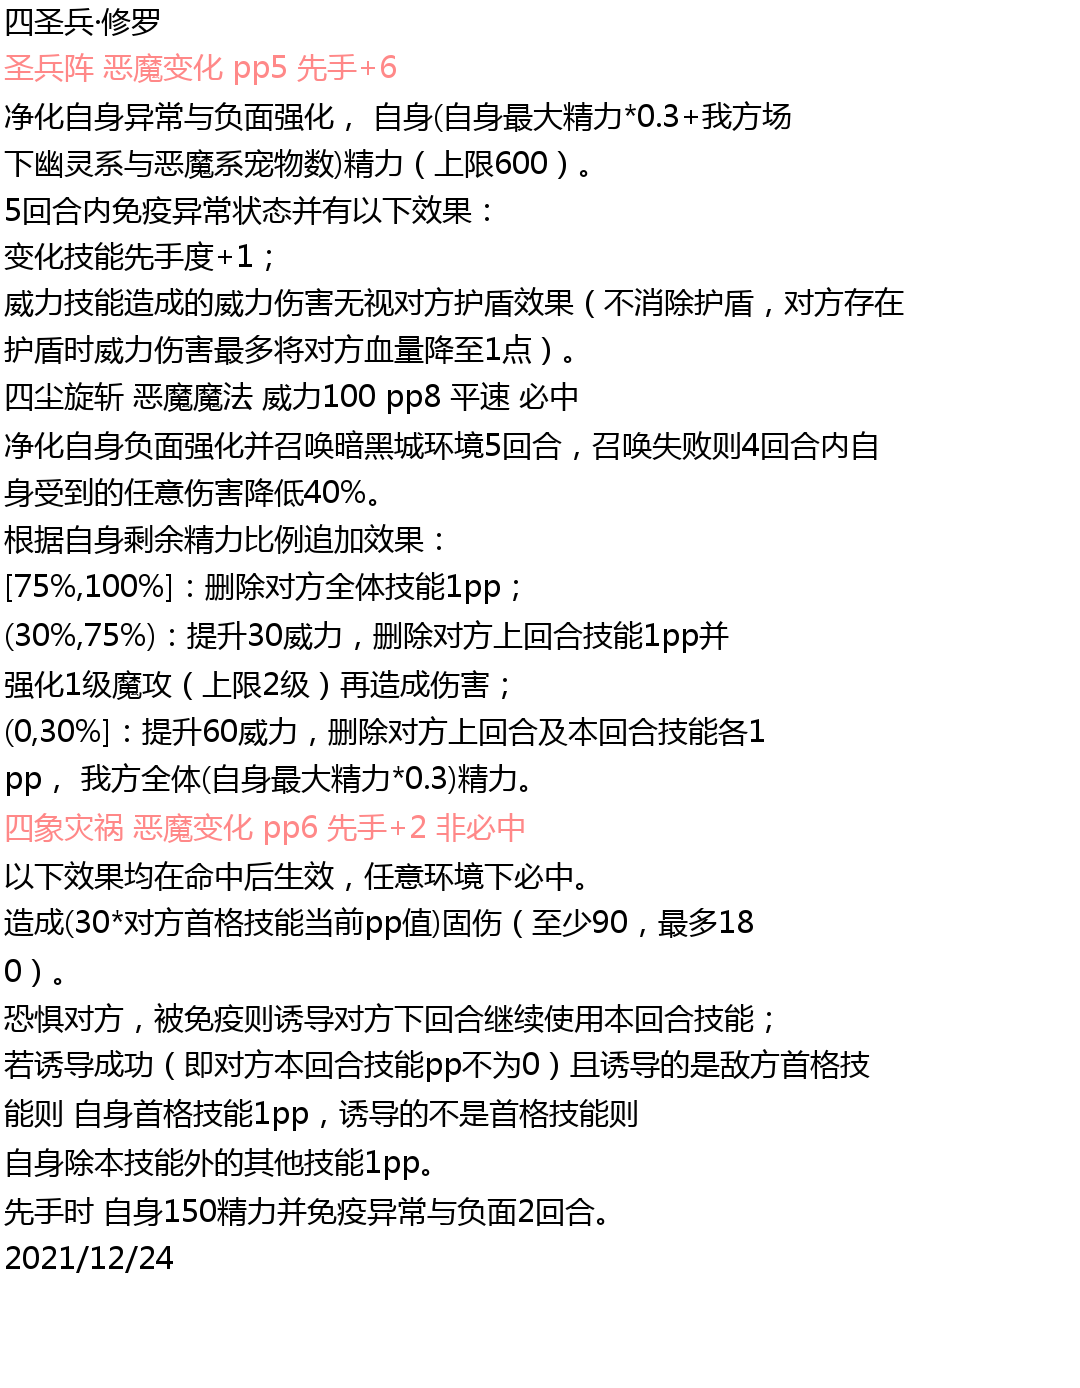 四圣兵·修罗
圣兵阵 恶魔变化 pp5 先手+6
净化自身异常与负面强化， 自身(自身最大精力*0.3+我方场
下幽灵系与恶魔系宠物数)精力（上限600）。
5回合内免疫异常状态并有以下效果：
变化技能先手度+1；
威力技能造成的威力伤害无视对方护盾效果（不消除护盾，对方存在
护盾时威力伤害最多将对方血量降至1点）。
四尘旋斩 恶魔魔法 威力100 pp8 平速 必中
净化自身负面强化并召唤暗黑城环境5回合，召唤失败则4回合内自
身受到的任意伤害降低40%。
根据自身剩余精力比例追加效果：
[75%,100%]：删除对方全体技能1pp；
(30%,75%)：提升30威力，删除对方上回合技能1pp并
强化1级魔攻（上限2级）再造成伤害；
(0,30%]：提升60威力，删除对方上回合及本回合技能各1
pp， 我方全体(自身最大精力*0.3)精力。
四象灾祸 恶魔变化 pp6 先手+2 非必中
以下效果均在命中后生效，任意环境下必中。
造成(30*对方首格技能当前pp值)固伤（至少90，最多18
0）。
恐惧对方，被免疫则诱导对方下回合继续使用本回合技能；
若诱导成功（即对方本回合技能pp不为0）且诱导的是敌方首格技
能则 自身首格技能1pp，诱导的不是首格技能则
自身除本技能外的其他技能1pp。
先手时 自身150精力并免疫异常与负面2回合。
2021/12/24